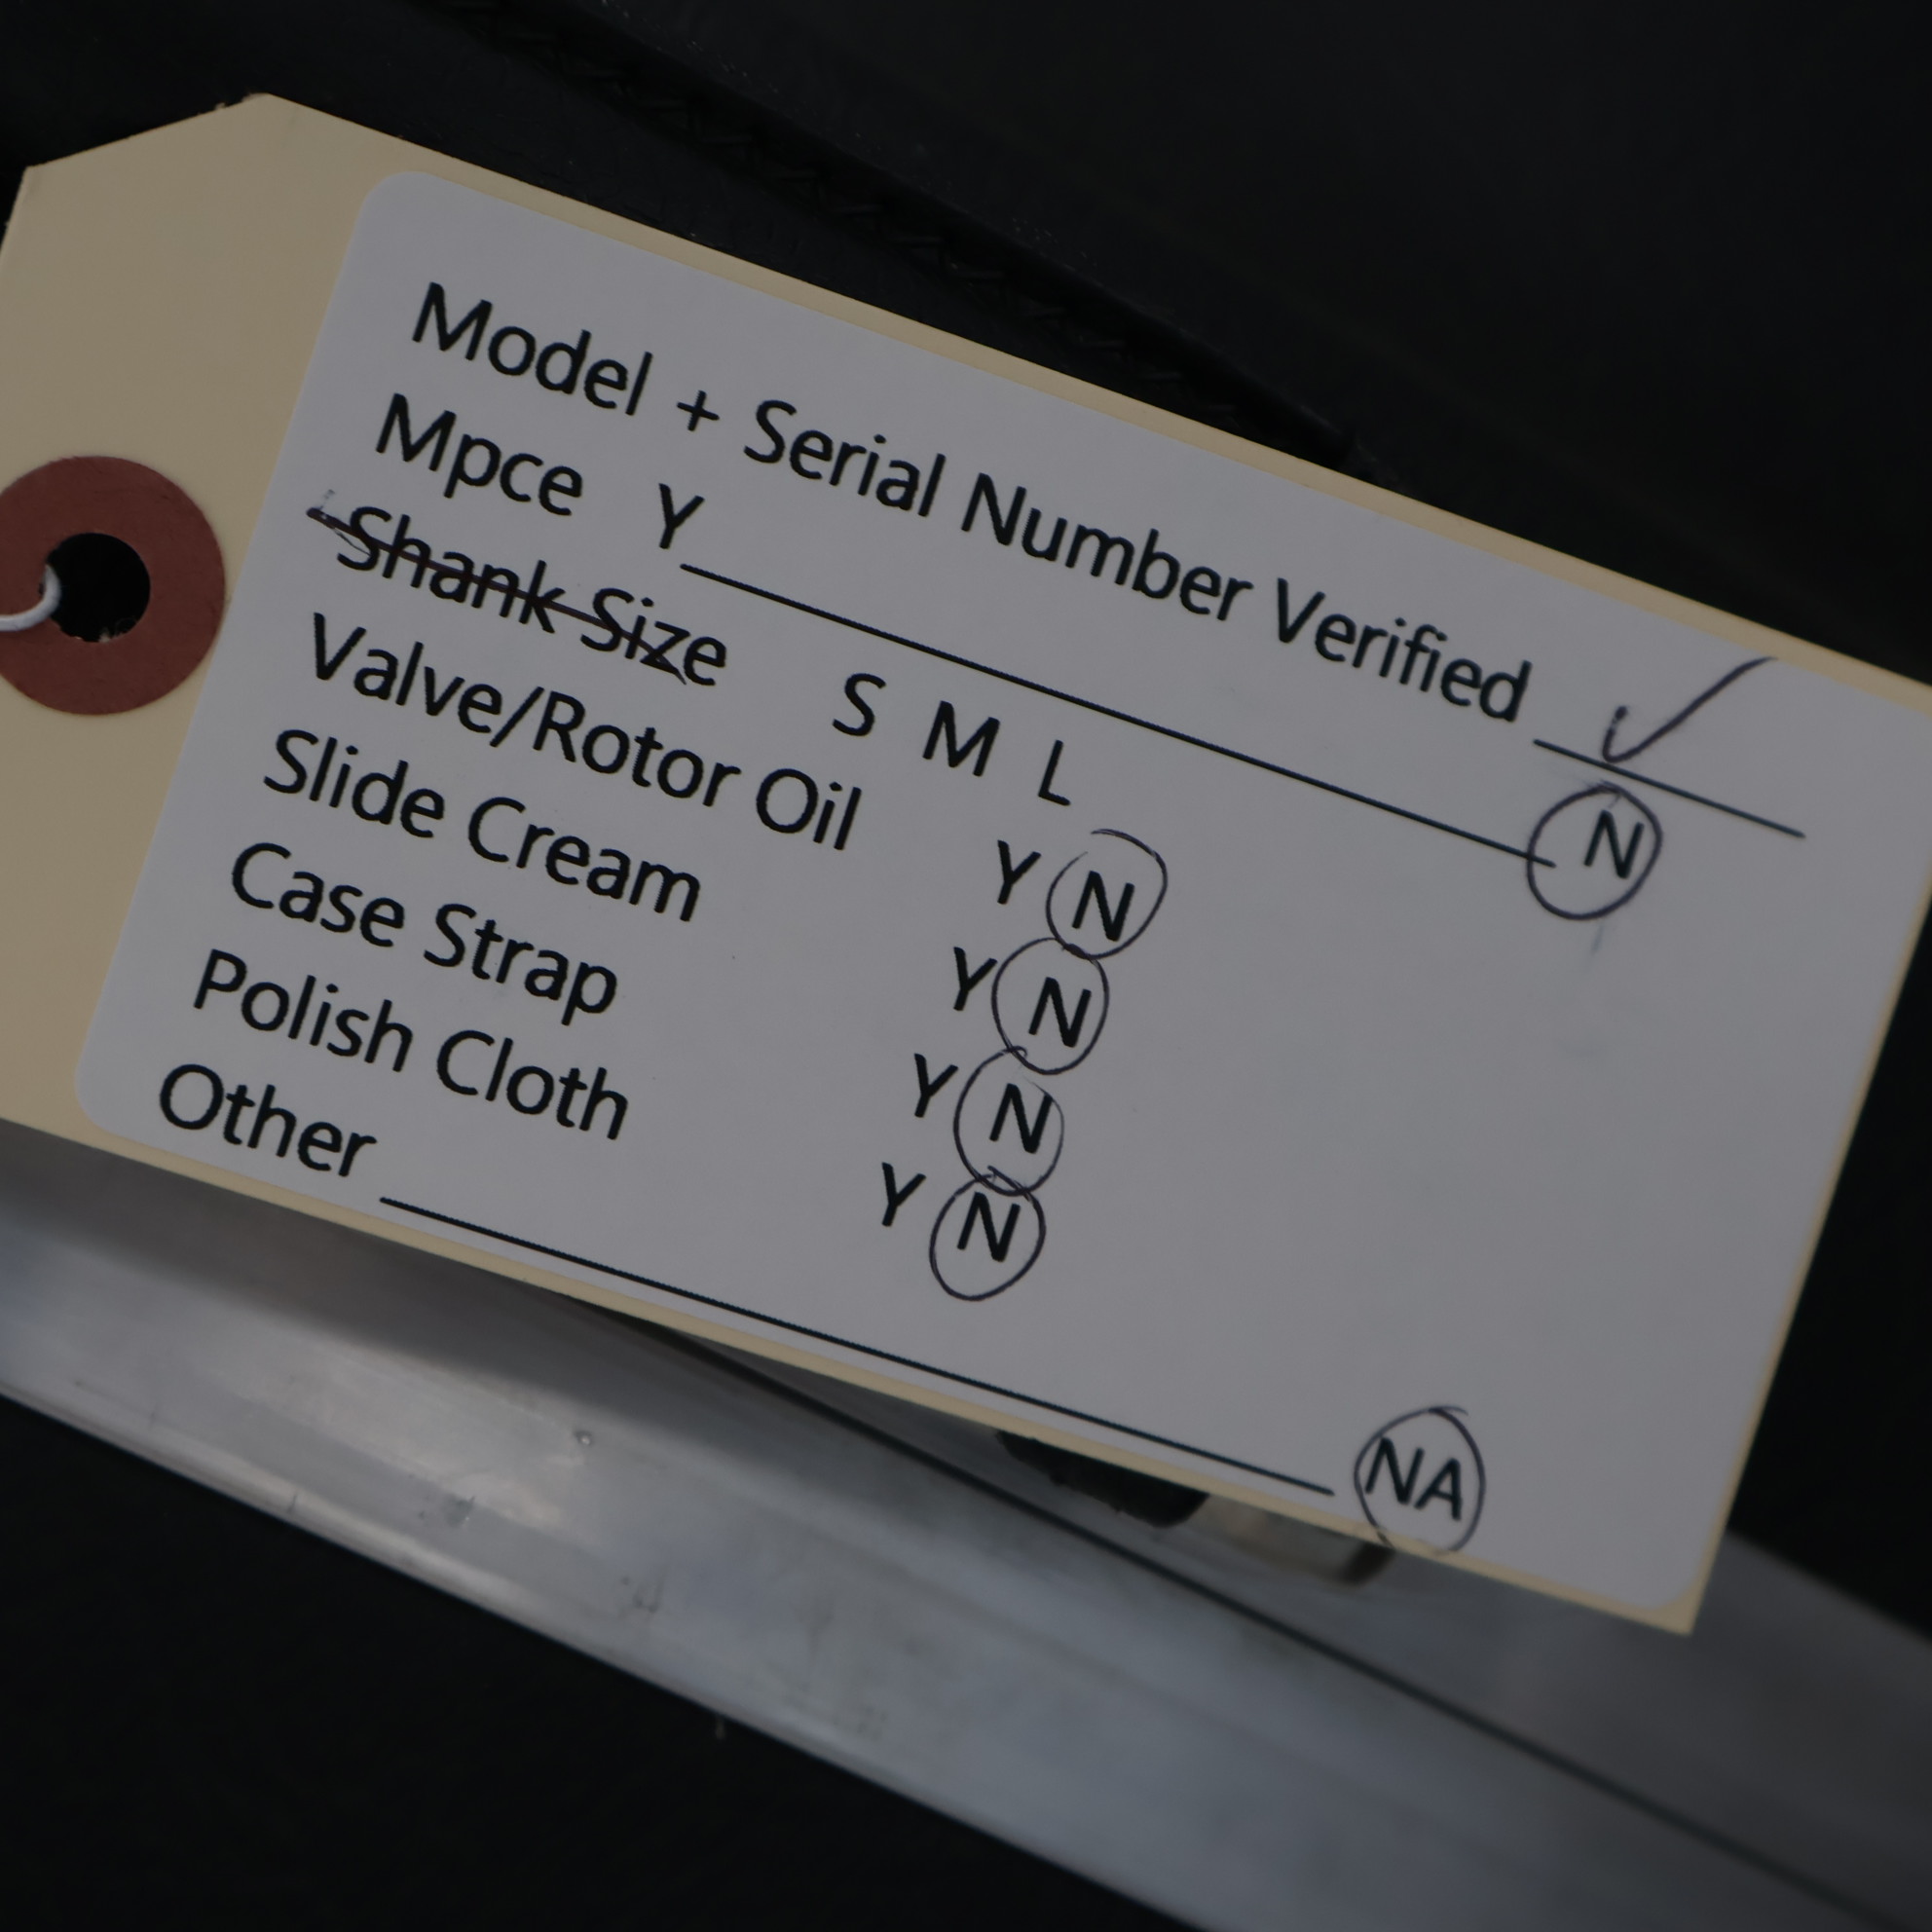 Model + Serial Number Verified ✓
Mpce Y N
Shank Size S M L
Valve/Rotor Oil Y N
Slide Cream Y N
Case Strap Y N
Polish Cloth Y N
Other NA